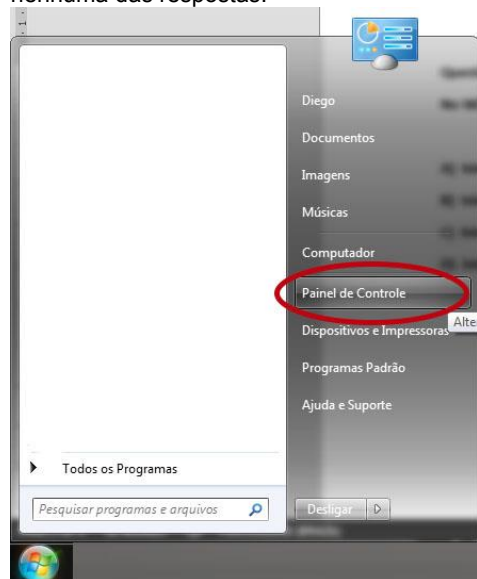 nenhuma das respostas.
Diego
Documentos
Imagens
Músicas
Computador
Painel de Controle
Dispositivos e Impressoras
Alte
Programas Padrão
Ajuda e Suporte
Todos os Programas
Pesquisar programas e arquivos
Desligar